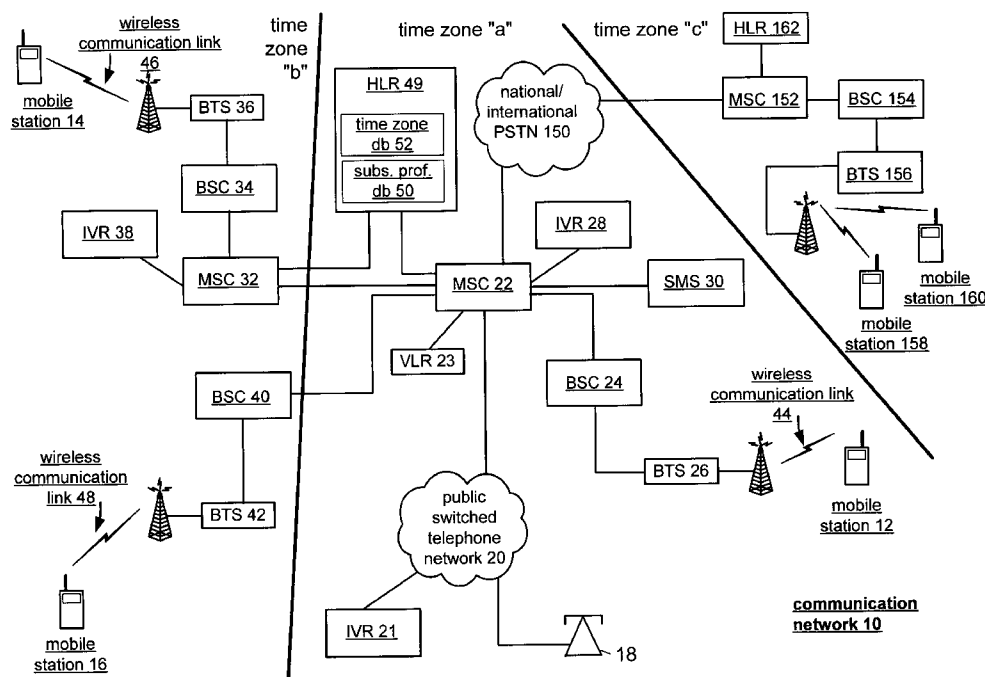 wireless
communication link
46
mobile
station 14
BTS 36
BSC 34
IVR 38
MSC 32
time
zone
"b"
time zone "a"
HLR 49
time zone
db 52
subs. prof.
db 50
national/
international
PSTN 150
IVR 28
MSC 22
SMS 30
VLR 23
time zone "c"
HLR 162
MSC 152
BSC 154
BTS 156
mobile
station 160
mobile
station 158
BSC 40
wireless
communication
link 48
BTS 42
mobile
station 16
BSC 24
wireless
communication link
44
BTS 26
mobile
station 12
public
switched
telephone
network 20
IVR 21
18
communication
network 10